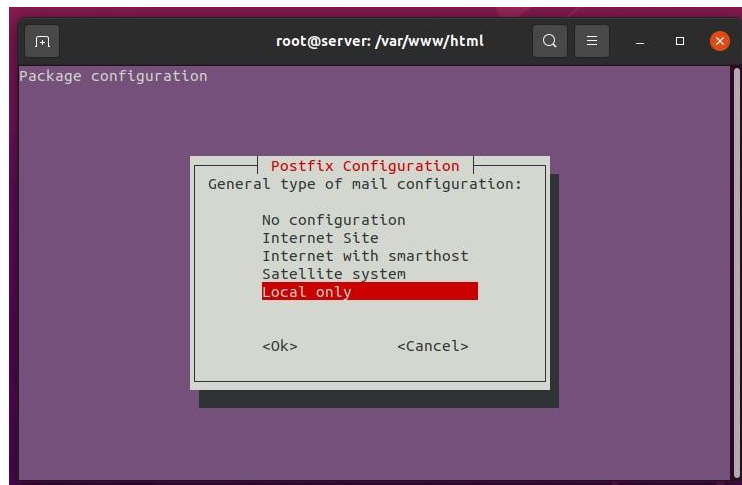 root@server: /var/www/html
Package configuration
Postfix Configuration
General type of mail configuration:
No configuration
Internet Site
Internet with smarthost
Satellite system
Local only
<Ok> <Cancel>